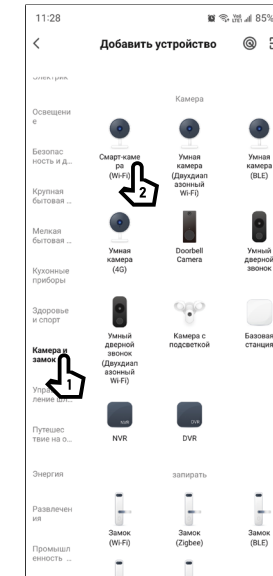 11:28
85%
Добавить устройство
Электрик
Камера
Освещени
е
Безопас
ность и д...
Крупная
бытовая ...
Мелкая
бытовая ...
Кухонные
приборы
Здоровье
и спорт
Камера и
замок
1
Путешес
твие на о...
Энергия
Развлечен
ия
Промышл
енность ...
Смарт-каме
ра
(Wi-Fi)
2
Умная
камера
(Двухдиап
азонный
Wi-Fi)
Умная
камера
(BLE)
Умная
камера
(4G)
Doorbell
Camera
Умный
дверной
звонок
Умный
дверной
звонок
(Двухдиап
азонный
Wi-Fi)
Камера с
подсветкой
Базовая
станция
NVR
NVR
DVR
DVR
запирать
Замок
(Wi-Fi)
Замок
(Zigbee)
Замок
(BLE)